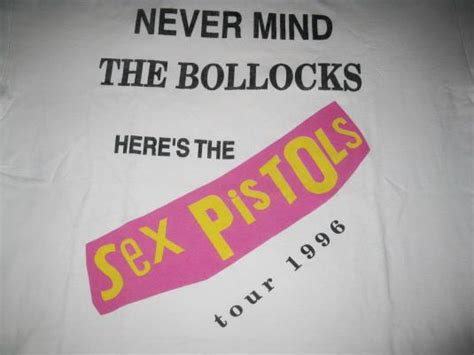 NEVER MIND
THE BOLLOCKS
HERE'S THE
SeX PiSTOLs
tour 1996